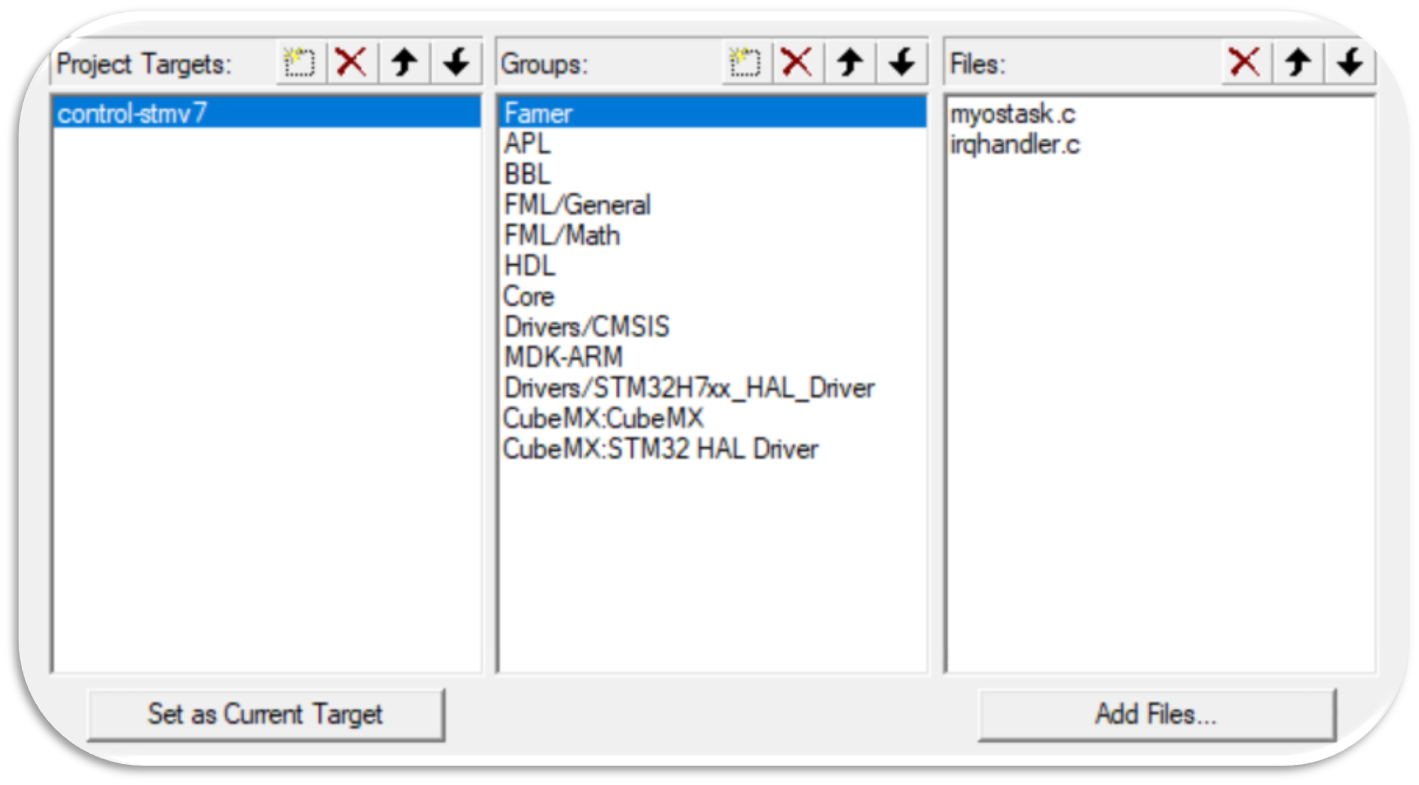 Project Targets:
control-stmv7
Set as Current Target
Groups:
Famer
APL
BBL
FML/General
FML/Math
HDL
Core
Drivers/CMSIS
MDK-ARM
Drivers/STM32H7xx_HAL_Driver
CubeMX:CubeMX
CubeMX:STM32 HAL Driver
Files:
myostask.c
irqhandler.c
Add Files...